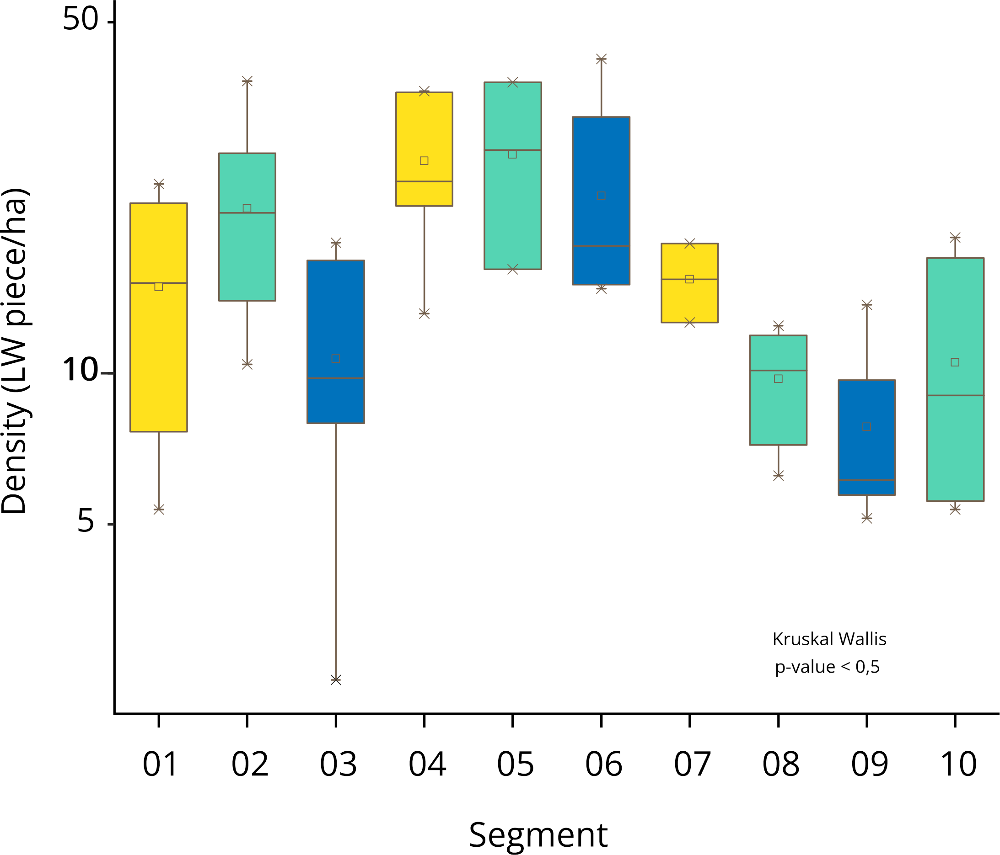 Density (LW piece/ha)
50
10
5
Kruskal Wallis
p-value < 0,5
01 02 03 04 05 06 07 08 09 10
Segment